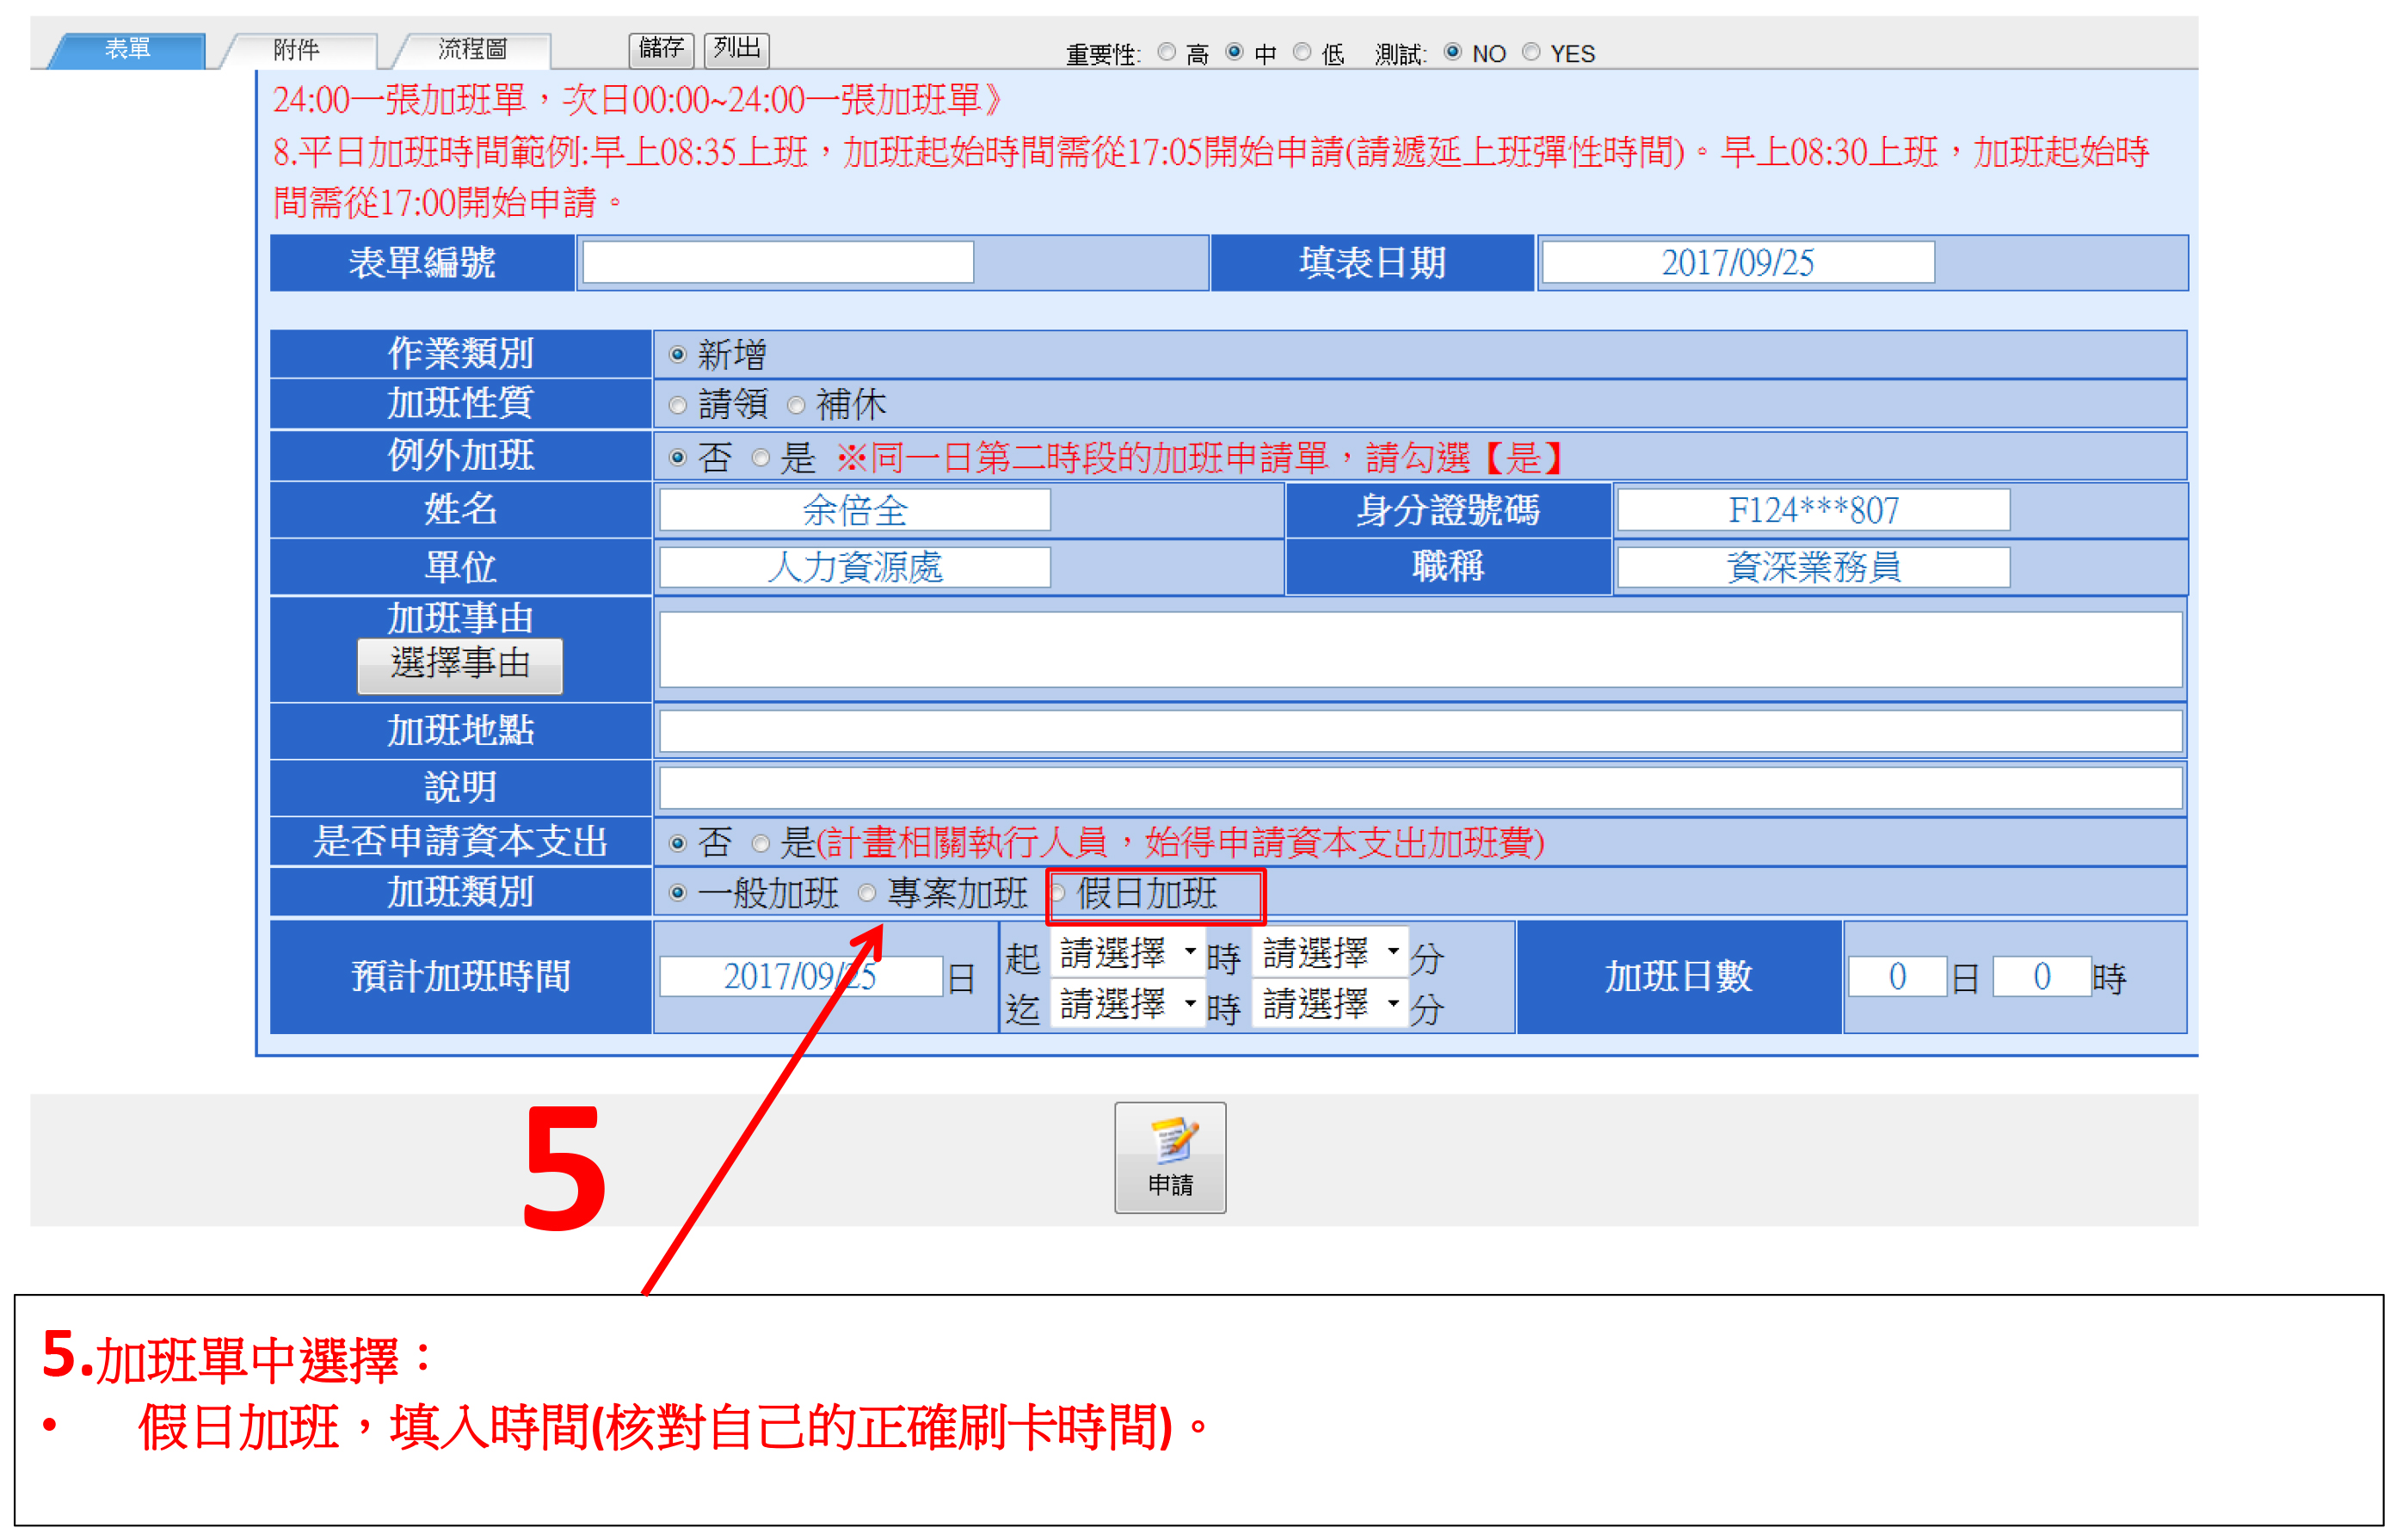 表單 附件 流程圖 儲存 列出 重要性: 高 中 低 測試: NO YES
24:00一張加班單，次日00:00~24:00一張加班單》
8.平日加班時間範例:早上08:35上班，加班起始時間需從17:05開始申請(請遞延上班彈性時間)。早上08:30上班，加班起始時
間需從17:00開始申請。
表單編號 填表日期 2017/09/25
作業類別 新增
加班性質 請領 補休
例外加班 否 是 ※同一日第二時段的加班申請單，請勾選【是】
姓名 余倍全 身分證號碼 F124***807
單位 人力資源處 職稱 資深業務員
加班事由
選擇事由
加班地點
說明
是否申請資本支出 否 是(計畫相關執行人員，始得申請資本支出加班費)
加班類別 一般加班 專案加班 假日加班
預計加班時間 2017/09/25 日 起 請選擇 時 請選擇 分 加班日數 0 日 0 時
迄 請選擇 時 請選擇 分
5
申請
5.加班單中選擇：
• 假日加班，填入時間(核對自己的正確刷卡時間)。